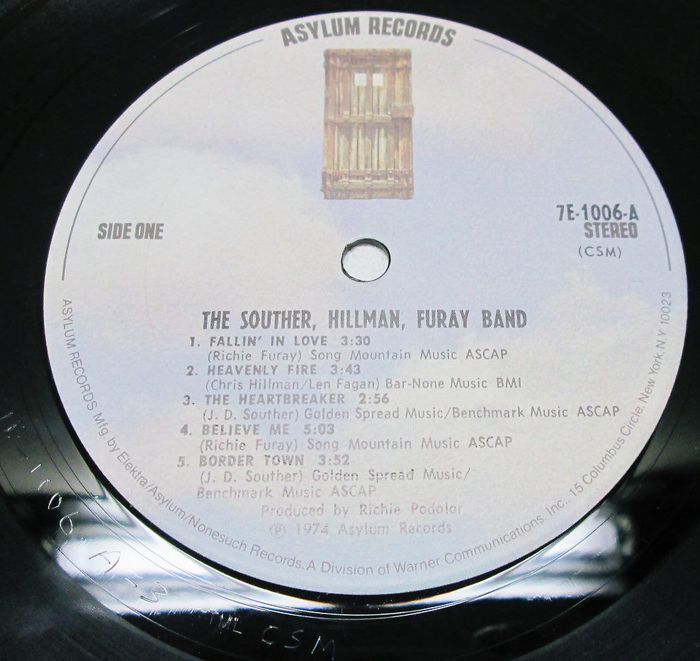 ASYLUM RECORDS
SIDE ONE
7E-1006-A
STEREO
(CSM)
THE SOUTHER, HILLMAN, FURAY BAND
1. FALLIN' IN LOVE 3:30
(Richie Furay) Song Mountain Music ASCAP
2. HEAVENLY FIRE 3:43
(Chris Hillman/Len Fagan) Bar-None Music BMI
3. THE HEARTBREAKER 2:56
(J. D. Souther) Golden Spread Music/Benchmark Music ASCAP
4. BELIEVE ME 5:03
(Richie Furay) Song Mountain Music ASCAP
5. BORDER TOWN 3:52
(J. D. Souther) Golden Spread Music/
Benchmark Music ASCAP
Produced by Richie Podolor
℗ 1974 Asylum Records
ASYLUM RECORDS Mfg. by Elektra/Asylum/Nonesuch Records. A Division of Warner Communications, Inc., 15 Columbus Circle, New York, N Y 10023
CSM